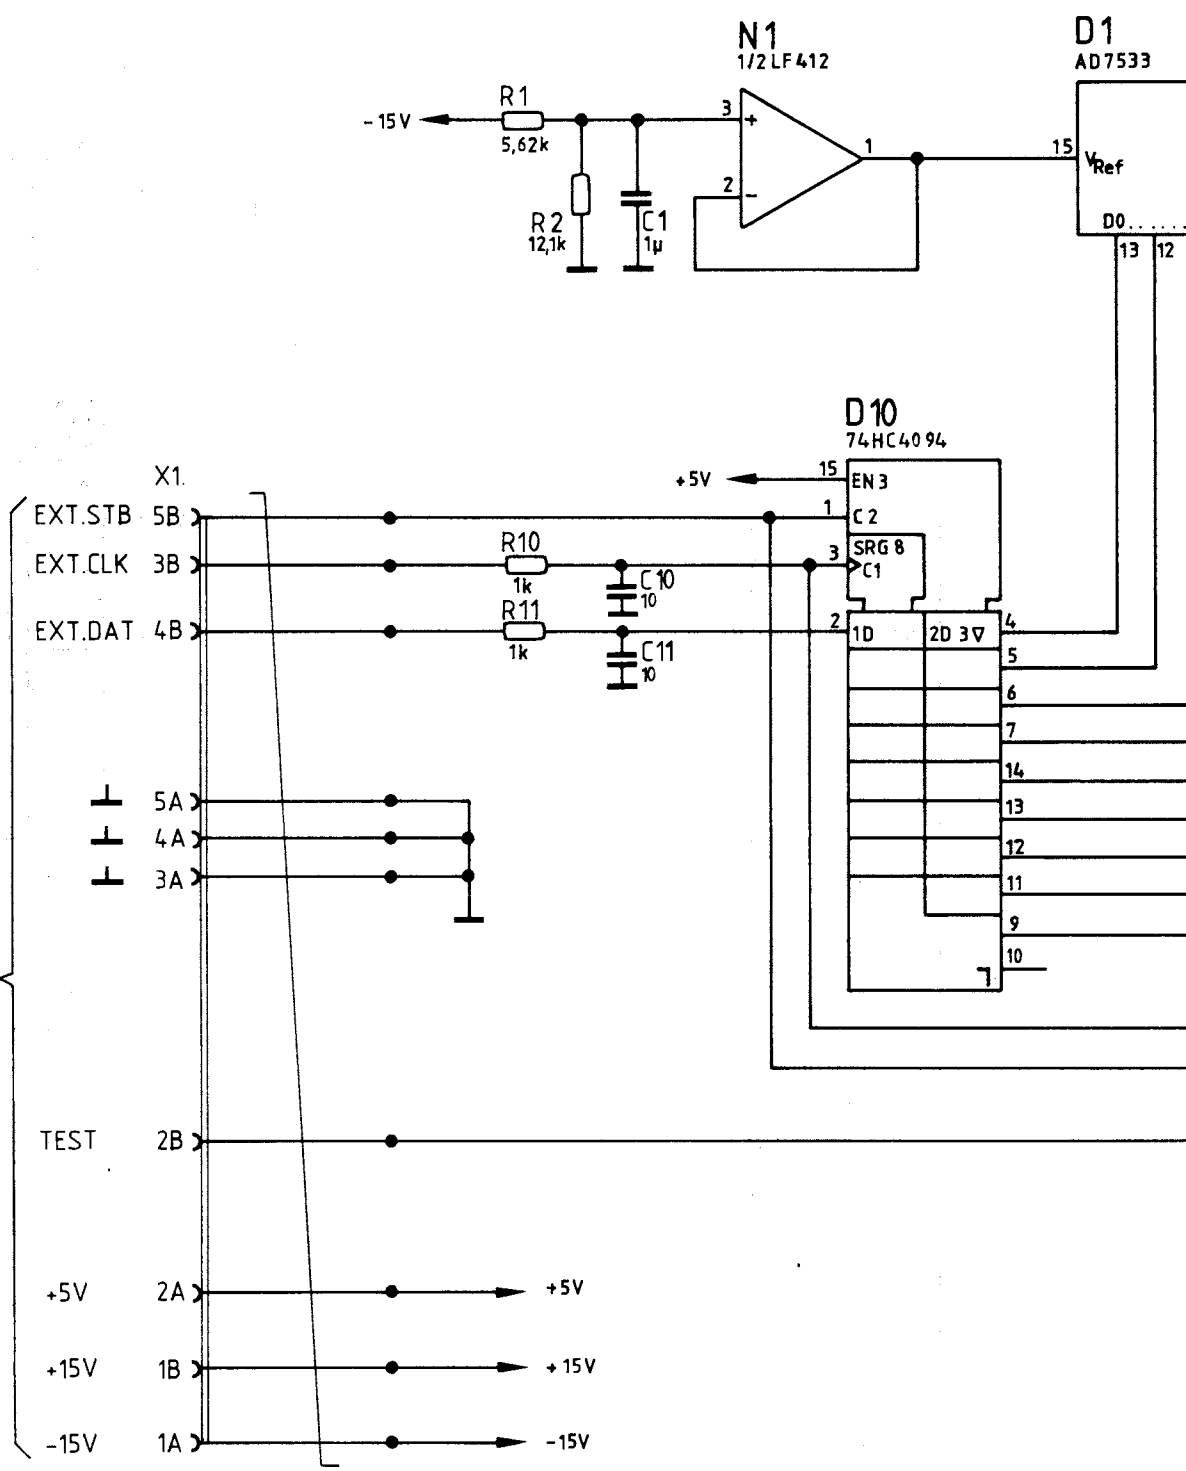 N1
1/2 LF412
D1
AD7533
-15V
R1
5,62k
3
+
1
2
-
R2
12,1k
C1
1µ
15
VRef
D0......
13
12
D10
74HC4094
+5V
15
EN3
X1.
EXT.STB 5B
1
C2
EXT.CLK 3B
R10
1k
C10
10
3
SRG 8
C1
EXT.DAT 4B
R11
1k
C11
10
2
1D
2D 3▽
4
5
6
7
14
13
12
11
9
10
5A
4A
3A
TEST 2B
+5V 2A
+5V
+15V 1B
+15V
-15V 1A
-15V